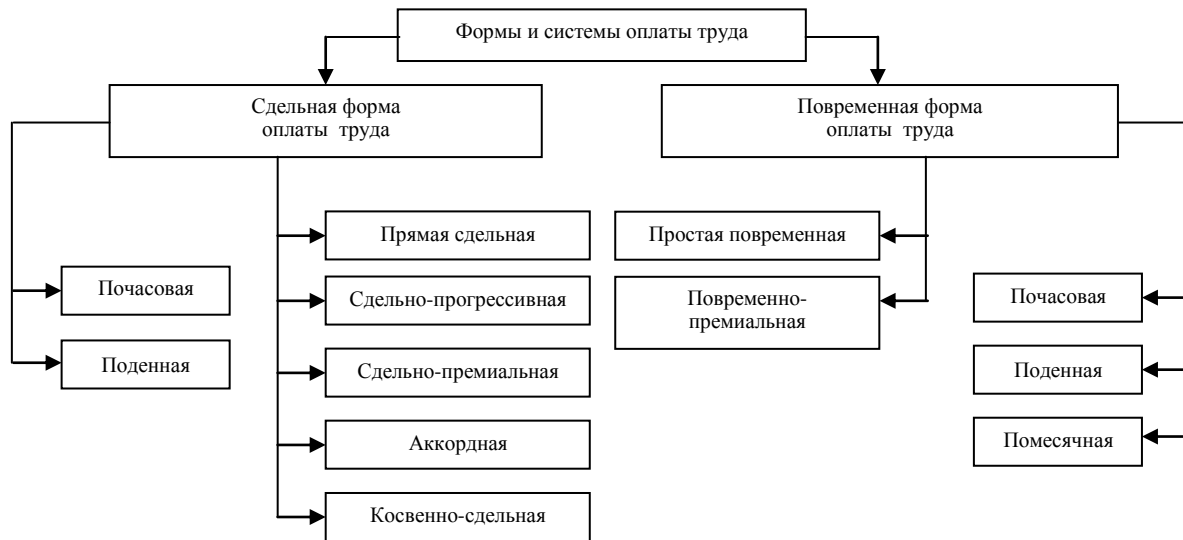 Формы и системы оплаты труда
Сдельная форма
оплаты труда
Повременная форма
оплаты труда
Прямая сдельная
Простая повременная
Почасовая
Сдельно-прогрессивная
Повременно-
премиальная
Почасовая
Поденная
Сдельно-премиальная
Поденная
Аккордная
Помесячная
Косвенно-сдельная